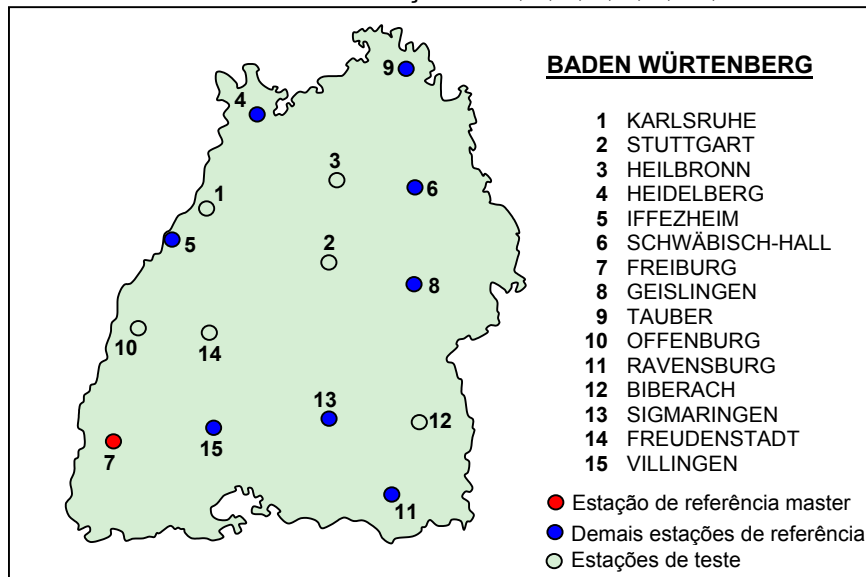 BADEN WÜRTENBERG
1 KARLSRUHE
2 STUTTGART
3 HEILBRONN
4 HEIDELBERG
5 IFFEZHEIM
6 SCHWÄBISCH-HALL
7 FREIBURG
8 GEISLINGEN
9 TAUBER
10 OFFENBURG
11 RAVENSBURG
12 BIBERACH
13 SIGMARINGEN
14 FREUDENSTADT
15 VILLINGEN
Estação de referência master
Demais estações de referência
Estações de teste
9
4
3
6
1
5
2
8
10
14
13
12
15
7
11